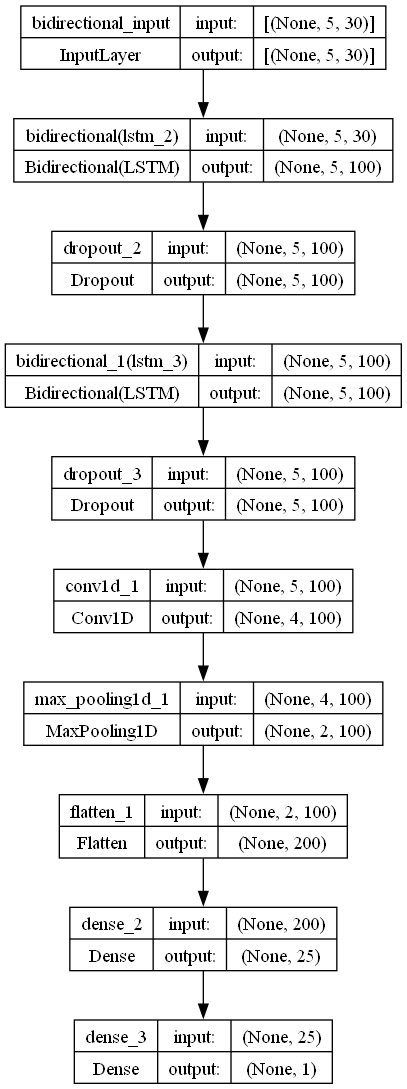 bidirectional_input input: [(None, 5, 30)]
InputLayer output: [(None, 5, 30)]
bidirectional(lstm_2) input: (None, 5, 30)
Bidirectional(LSTM) output: (None, 5, 100)
dropout_2 input: (None, 5, 100)
Dropout output: (None, 5, 100)
bidirectional_1(lstm_3) input: (None, 5, 100)
Bidirectional(LSTM) output: (None, 5, 100)
dropout_3 input: (None, 5, 100)
Dropout output: (None, 5, 100)
conv1d_1 input: (None, 5, 100)
Conv1D output: (None, 4, 100)
max_pooling1d_1 input: (None, 4, 100)
MaxPooling1D output: (None, 2, 100)
flatten_1 input: (None, 2, 100)
Flatten output: (None, 200)
dense_2 input: (None, 200)
Dense output: (None, 25)
dense_3 input: (None, 25)
Dense output: (None, 1)